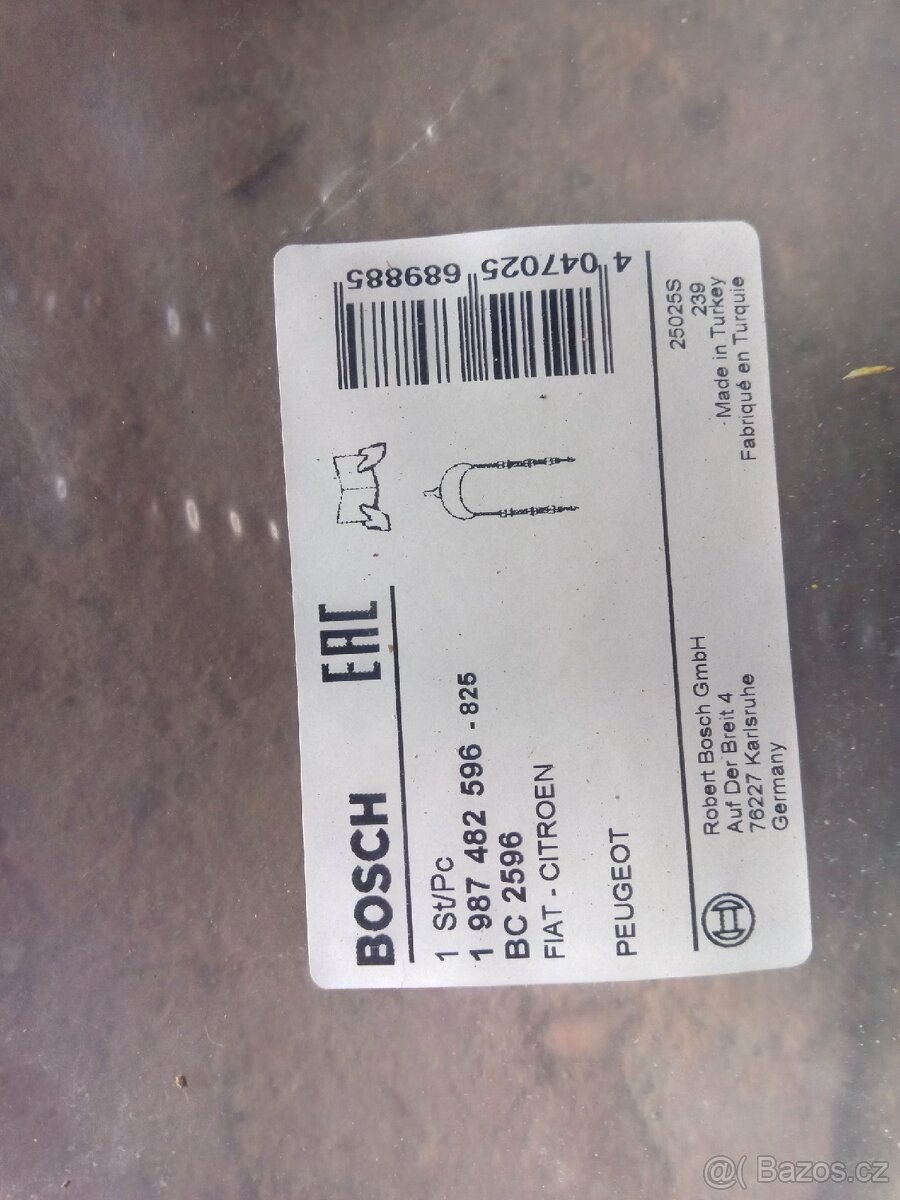 BOSCH EAC
1 St/Pc
1 987 482 596 - 825
BC 2596
FIAT - CITROEN
PEUGEOT
4 047025 689885
Robert Bosch GmbH
Auf Der Breit 4
76227 Karlsruhe
Germany
25025S
239
Made in Turkey
Fabriqué en Turquie
@( Bazos.cz